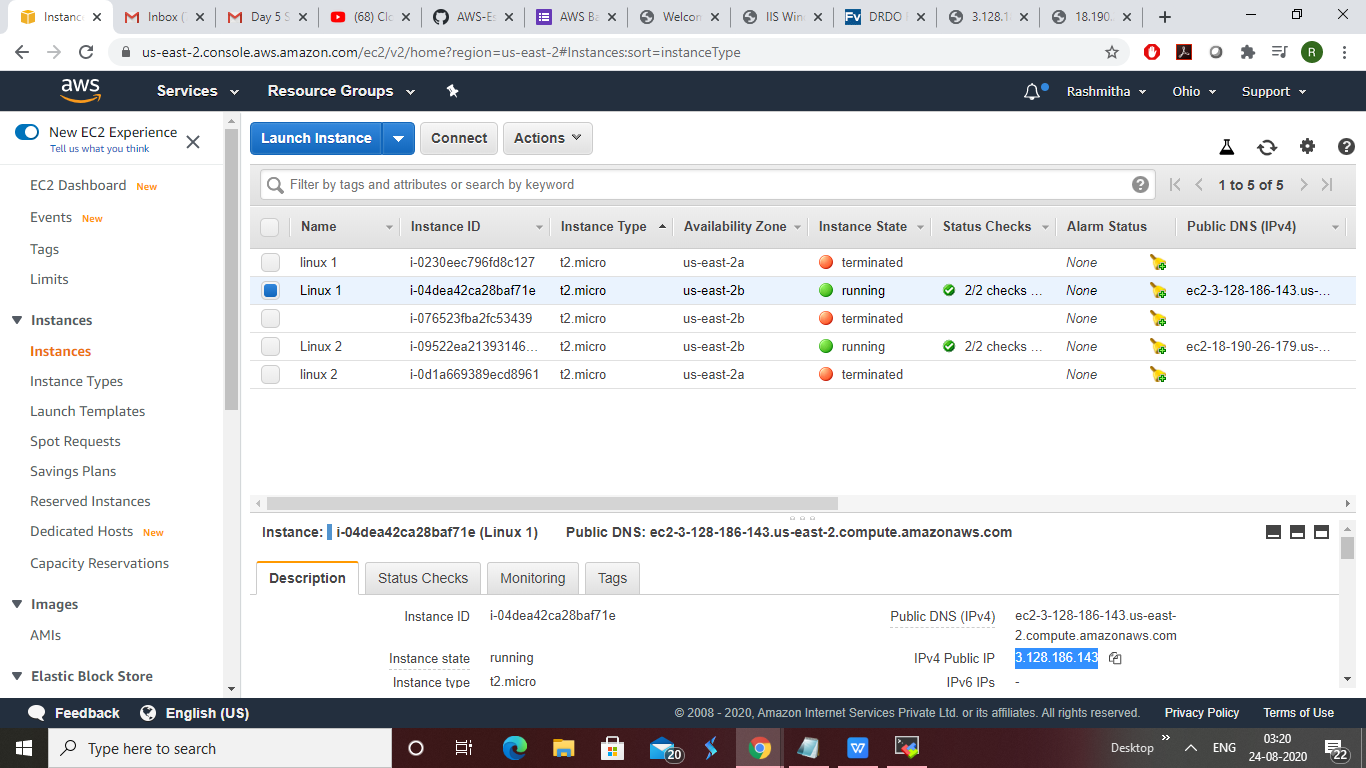 Instanc
Inbox (
Day 5 S
(68) Clo
AWS-Es
AWS Ba
Welcon
IIS Win
DRDO
3.128.1
18.190.
us-east-2.console.aws.amazon.com/ec2/v2/home?region=us-east-2#Instances:sort=instanceType
R
aws
Services
Resource Groups
Rashmitha
Ohio
Support
New EC2 Experience
Tell us what you think
EC2 Dashboard New
Events New
Tags
Limits
Instances
Instances
Instance Types
Launch Templates
Spot Requests
Savings Plans
Reserved Instances
Dedicated Hosts New
Capacity Reservations
Images
AMIs
Elastic Block Store
Launch Instance
Connect
Actions
Filter by tags and attributes or search by keyword
1 to 5 of 5
Name Instance ID Instance Type Availability Zone Instance State Status Checks Alarm Status Public DNS (IPv4)
linux 1 i-0230eec796fd8c127 t2.micro us-east-2a terminated None
Linux 1 i-04dea42ca28baf71e t2.micro us-east-2b running 2/2 checks ... None ec2-3-128-186-143.us-...
i-076523fba2fc53439 t2.micro us-east-2b terminated None
Linux 2 i-09522ea21393146... t2.micro us-east-2b running 2/2 checks ... None ec2-18-190-26-179.us-...
linux 2 i-0d1a669389ecd8961 t2.micro us-east-2a terminated None
Instance: i-04dea42ca28baf71e (Linux 1) Public DNS: ec2-3-128-186-143.us-east-2.compute.amazonaws.com
Description
Status Checks
Monitoring
Tags
Instance ID i-04dea42ca28baf71e
Instance state running
Instance type t2.micro
Public DNS (IPv4) ec2-3-128-186-143.us-east-
2.compute.amazonaws.com
IPv4 Public IP 3.128.186.143
IPv6 IPs -
Feedback
English (US)
© 2008 - 2020, Amazon Internet Services Private Ltd. or its affiliates. All rights reserved.
Privacy Policy
Terms of Use
Type here to search
20
Desktop
ENG
03:20
24-08-2020
22